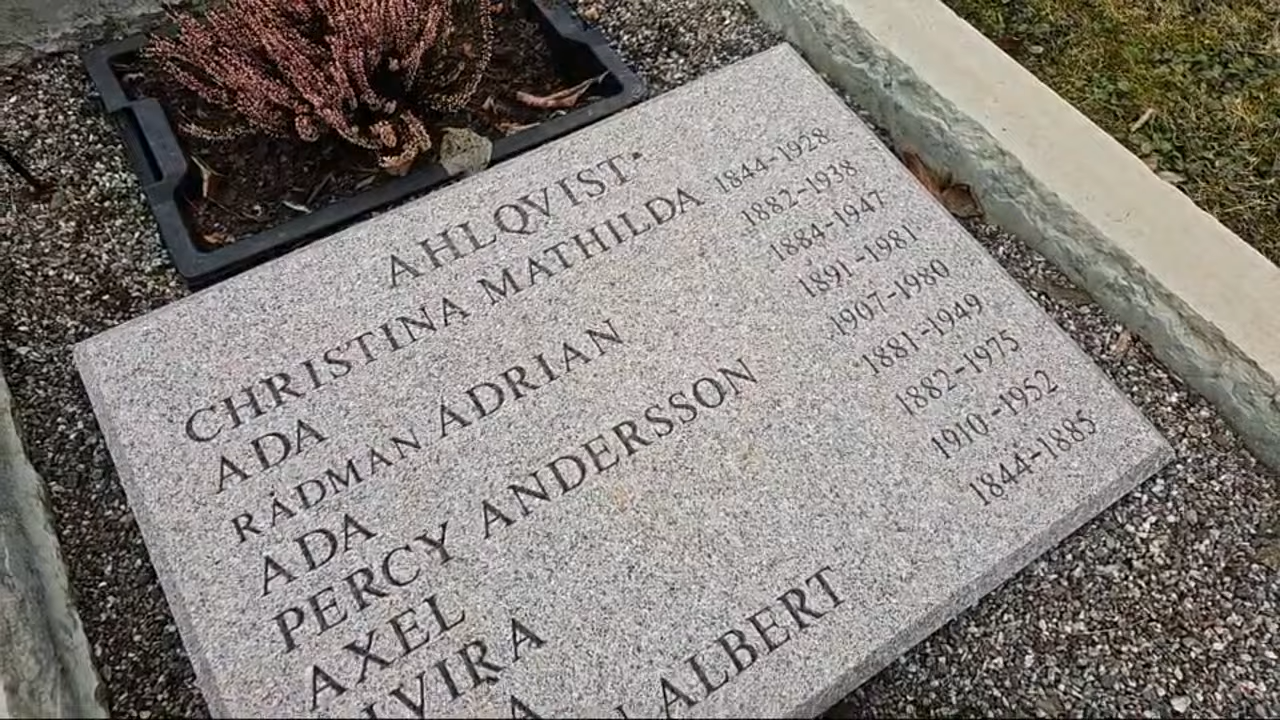 AHLQVIST·
CHRISTINA MATHILDA 1844-1928
ADA 1882-1938
RÅDMAN ADRIAN 1884-1947
ADA 1891-1981
PERCY ANDERSSON 1907-1980
AXEL 1881-1949
1882-1975
1910-1952
ALBERT 1844-1885